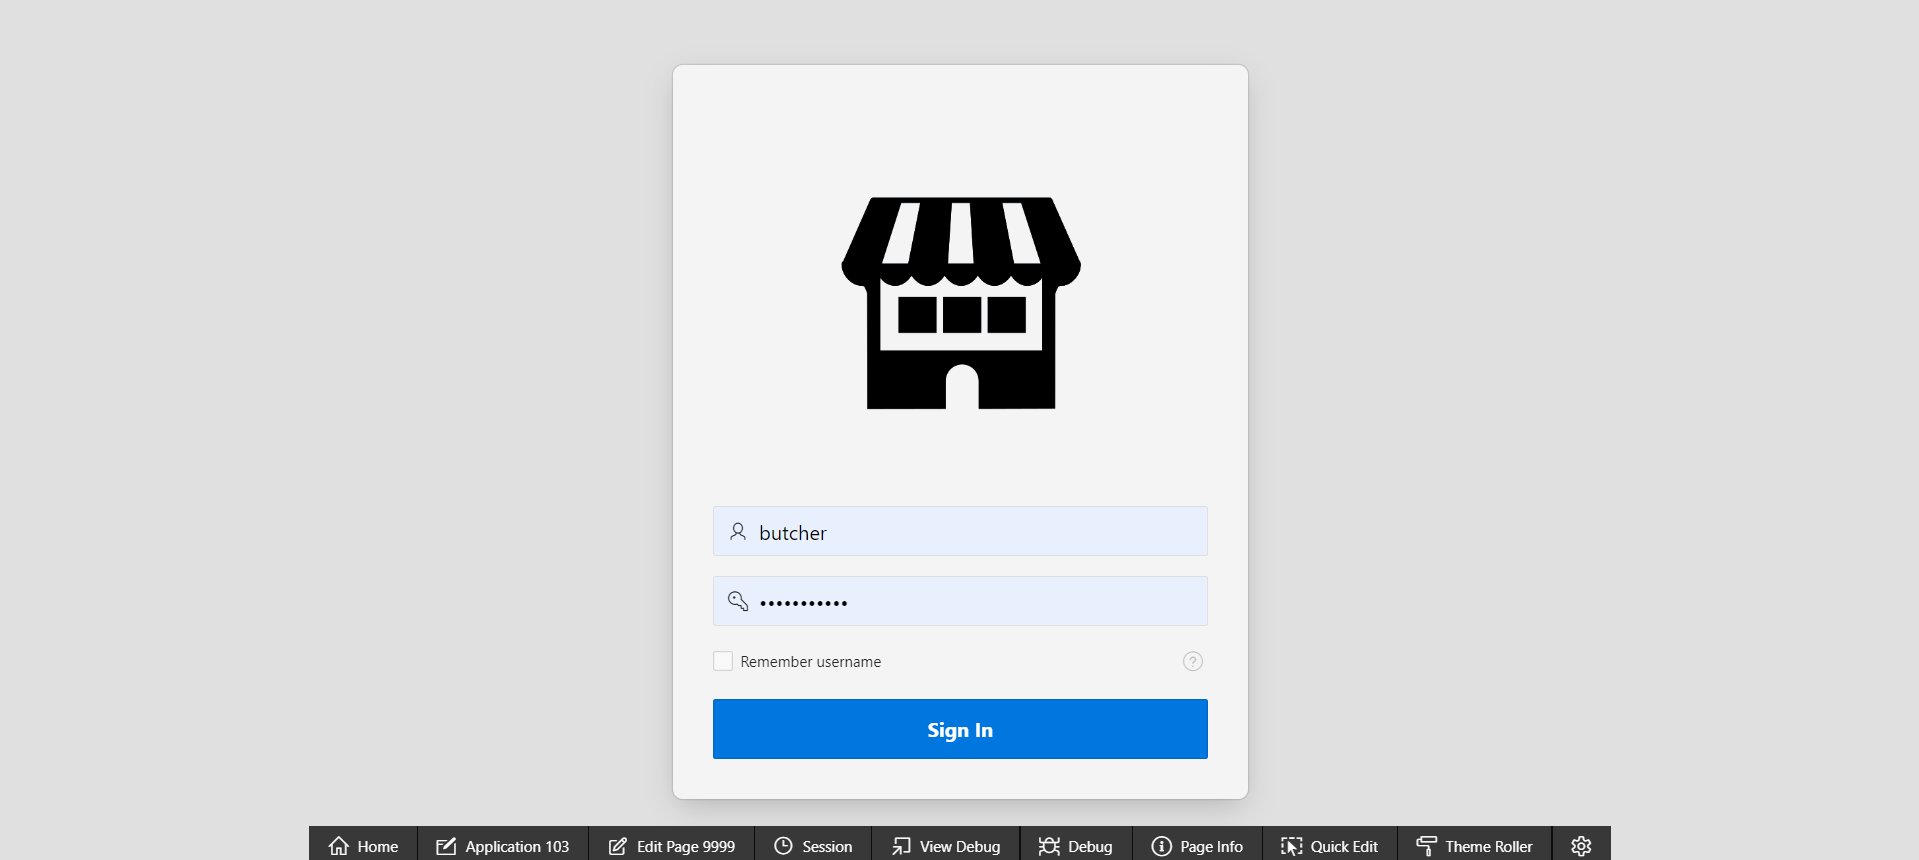 butcher
•••••••••••
Remember username
?
Sign In
Home Application 103 Edit Page 9999 Session View Debug Debug Page Info Quick Edit Theme Roller